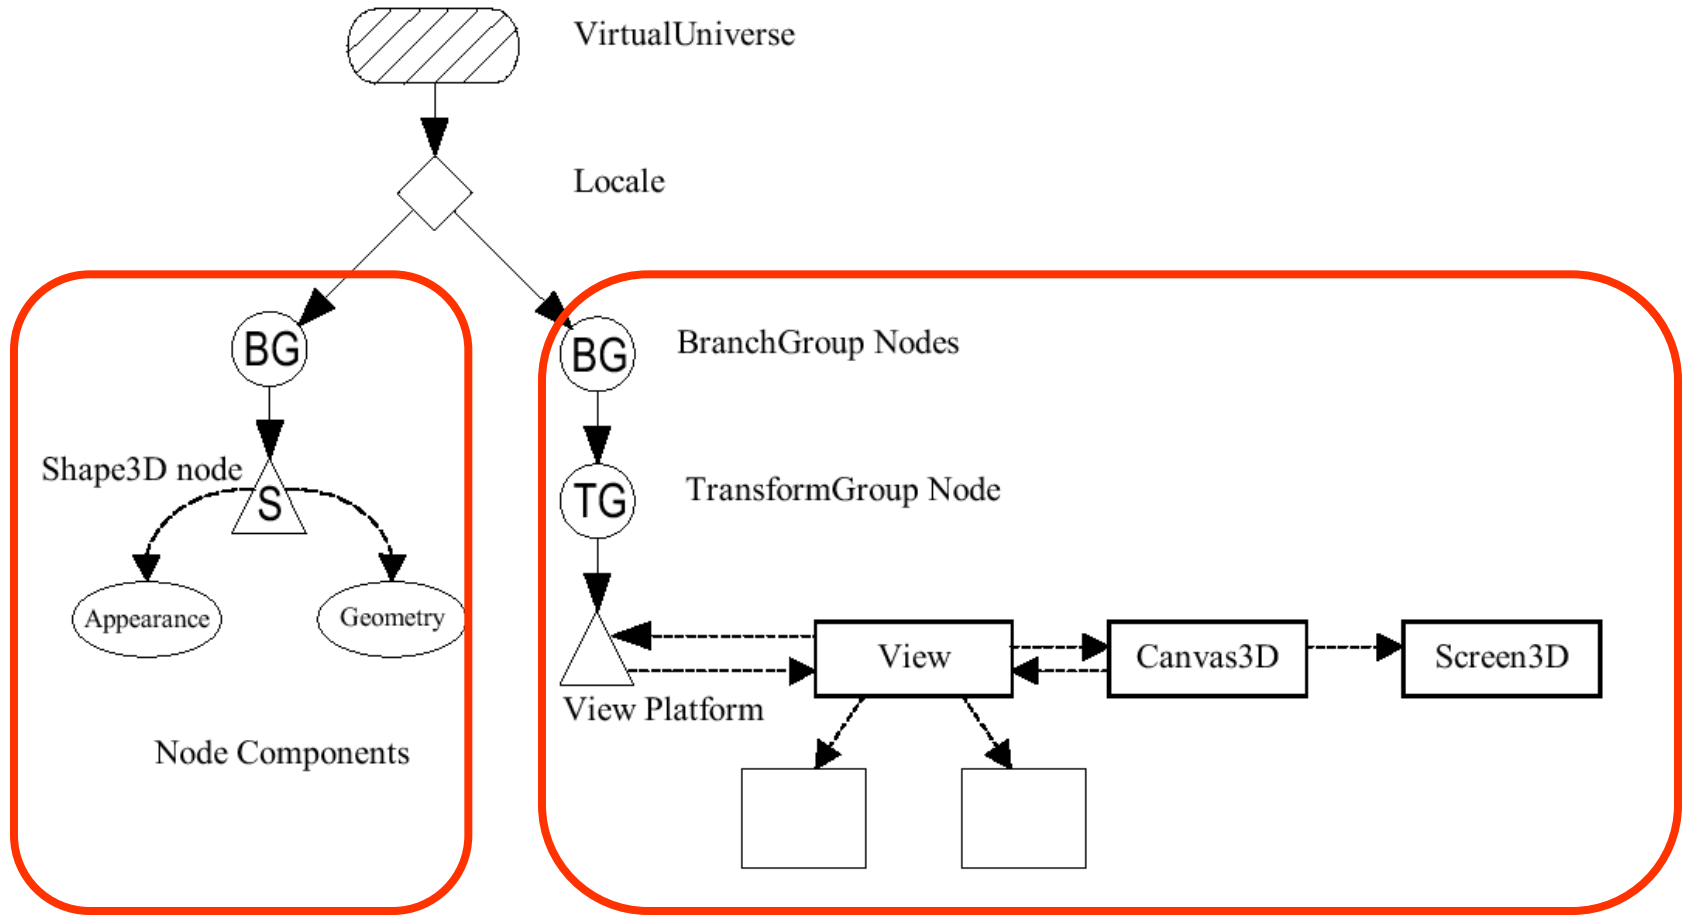 VirtualUniverse
Locale
BG
BG
BranchGroup Nodes
Shape3D node
S
TG
TransformGroup Node
Appearance
Geometry
View
Canvas3D
Screen3D
View Platform
Node Components